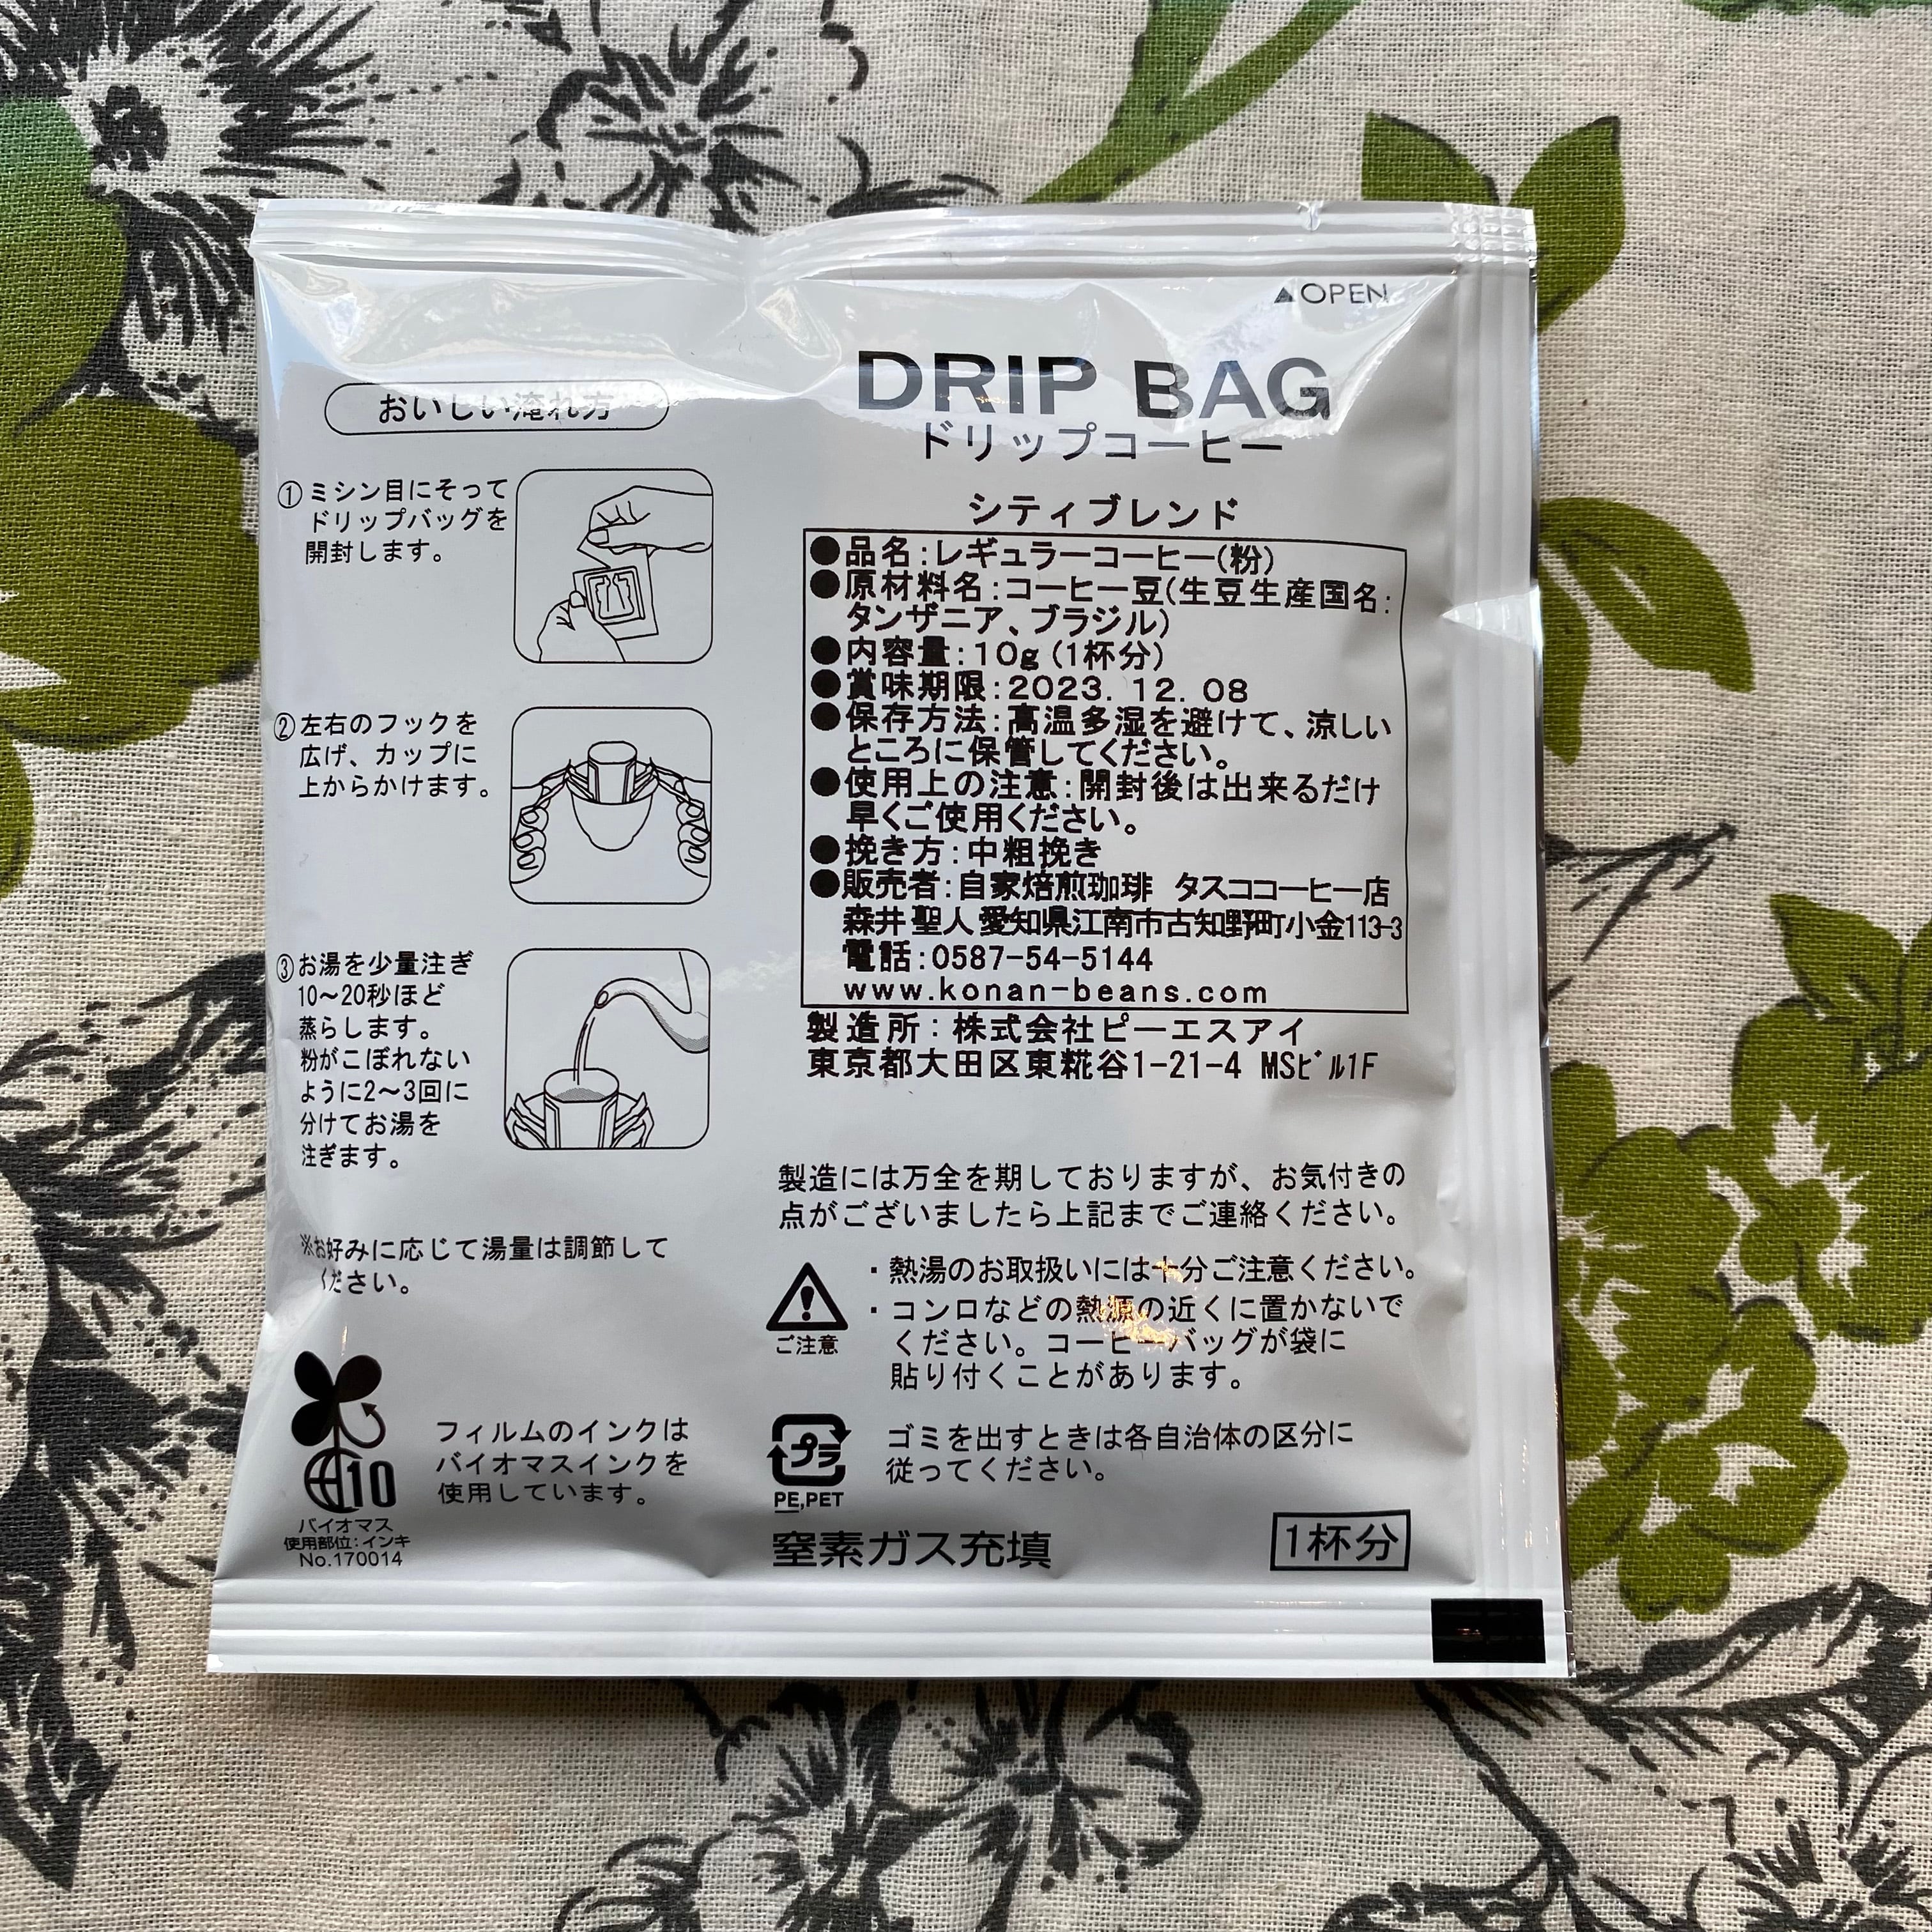 ▲OPEN
DRIP BAG
ドリップコーヒー
シティブレンド
●品名:レギュラーコーヒー(粉)
●原材料名:コーヒー豆(生豆生産国名:
タンザニア、ブラジル)
●内容量:10g(1杯分)
●賞味期限:2023. 12. 08
●保存方法:高温多湿を避けて、涼しい
ところに保管してください。
●使用上の注意:開封後は出来るだけ
早くご使用ください。
●挽き方:中粗挽き
●販売者:自家焙煎珈琲 タスココーヒー店
森井 聖人 愛知県江南市古知野町小金113-3
電話:0587-54-5144
www.konan-beans.com
製造所:株式会社ピーエスアイ
東京都大田区東糀谷1-21-4 MSビル1F
製造には万全を期しておりますが、お気付きの
点がございましたら上記までご連絡ください。
ご注意
・熱湯のお取扱いには十分ご注意ください。
・コンロなどの熱源の近くに置かないで
ください。コーヒーバッグが袋に
貼り付くことがあります。
プラ
PE,PET
ゴミを出すときは各自治体の区分に
従ってください。
窒素ガス充填
1杯分
おいしい淹れ方
①ミシン目にそって
ドリップバッグを
開封します。
②左右のフックを
広げ、カップに
上からかけます。
③お湯を少量注ぎ
10〜20秒ほど
蒸らします。
粉がこぼれない
ように2〜3回に
分けてお湯を
注ぎます。
※お好みに応じて湯量は調節して
ください。
10
バイオマス
使用部位:インキ
No.170014
フィルムのインクは
バイオマスインクを
使用しています。